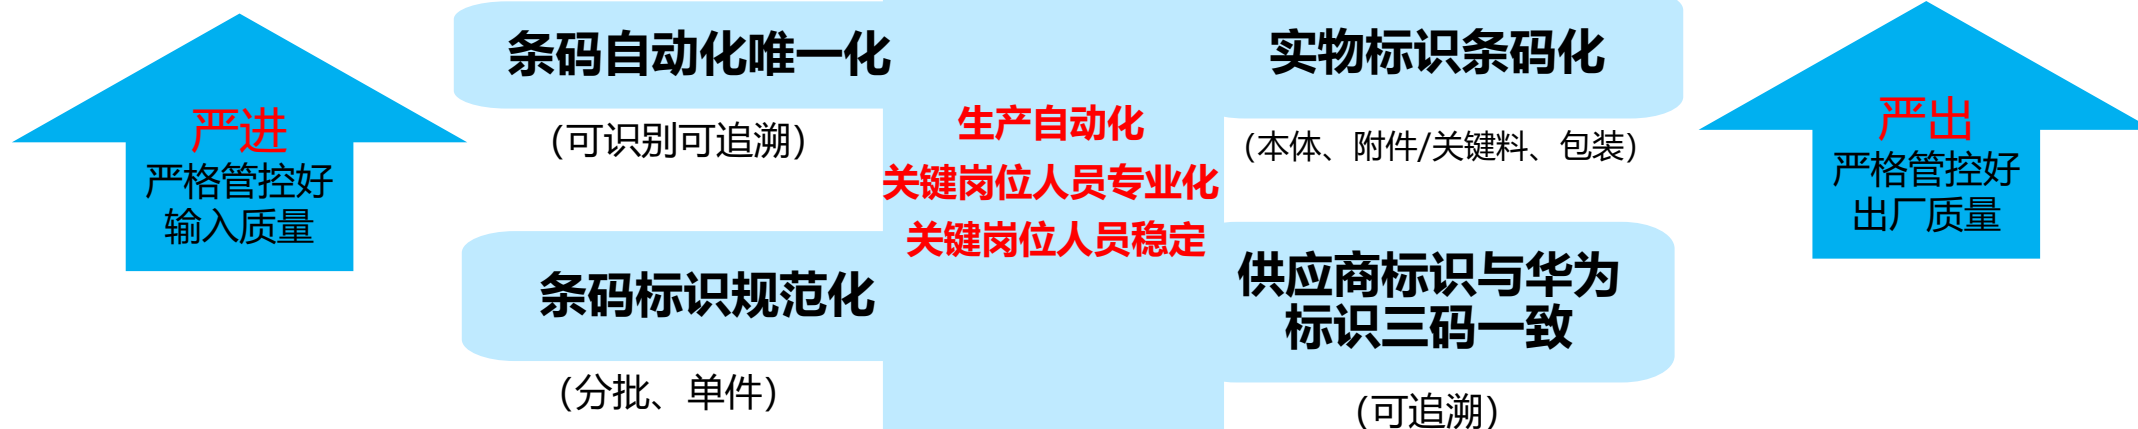 严进
严格管控好
输入质量
条码自动化唯一化
(可识别可追溯)
条码标识规范化
(分批、单件)
生产自动化
关键岗位人员专业化
关键岗位人员稳定
实物标识条码化
(本体、附件/关键料、包装)
供应商标识与华为
标识三码一致
(可追溯)
严出
严格管控好
出厂质量